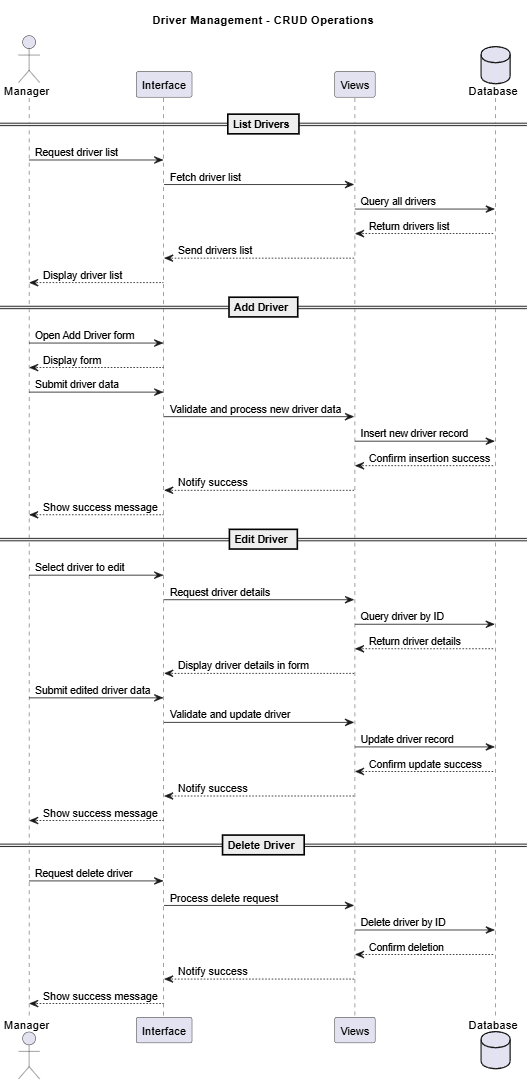 Driver Management - CRUD Operations
Manager
Interface
Views
Database
List Drivers
Request driver list
Fetch driver list
Query all drivers
Return drivers list
Send drivers list
Display driver list
Add Driver
Open Add Driver form
Display form
Submit driver data
Validate and process new driver data
Insert new driver record
Confirm insertion success
Notify success
Show success message
Edit Driver
Select driver to edit
Request driver details
Query driver by ID
Return driver details
Display driver details in form
Submit edited driver data
Validate and update driver
Update driver record
Confirm update success
Notify success
Show success message
Delete Driver
Request delete driver
Process delete request
Delete driver by ID
Confirm deletion
Notify success
Show success message
Manager
Interface
Views
Database